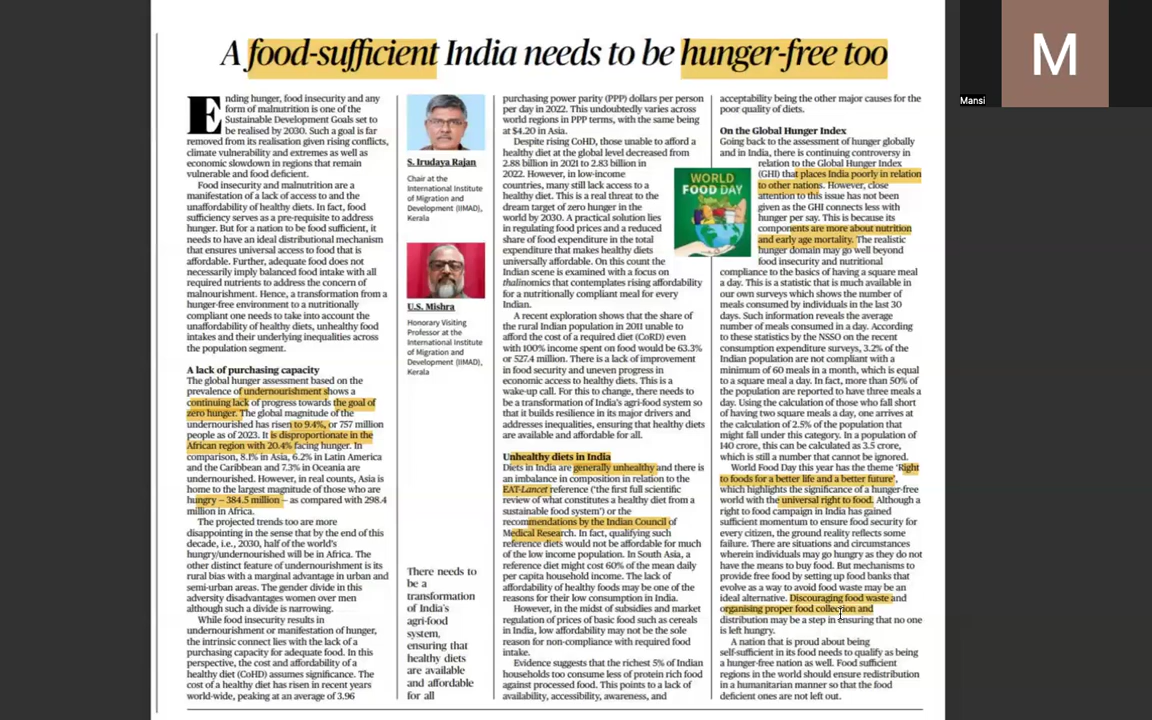 A food-sufficient India needs to be hunger-free too
Ending hunger, food insecurity and any
form of malnutrition is one of the
Sustainable Development Goals set to
be realised by 2030. Such a goal is far
removed from its realisation given rising conflicts,
climate vulnerability and extremes as well as
economic slowdown in regions that remain
vulnerable and food deficient.
Food insecurity and malnutrition are a
manifestation of a lack of access to and the
unaffordability of healthy diets. In fact, food
sufficiency serves as a pre-requisite to address
hunger. But for a nation to be food sufficient, it
needs to have an ideal distributional mechanism
that ensures universal access to food that is
affordable. Further, adequate food does not
necessarily imply balanced food intake with all
required nutrients to address the concern of
malnourishment. Hence, a transformation from a
hunger-free environment to a nutritionally
compliant one needs to take into account the
unaffordability of healthy diets, unhealthy food
intakes and their underlying inequalities across
the population segment.
A lack of purchasing capacity
The global hunger assessment based on the
prevalence of undernourishment shows a
continuing lack of progress towards the goal of
zero hunger. The global magnitude of the
undernourished has risen to 9.4%, or 757 million
people as of 2023. It is disproportionate in the
African region with 20.4% facing hunger. In
comparison, 8.1% in Asia, 6.2% in Latin America
and the Caribbean and 7.3% in Oceania are
undernourished. However, in real counts, Asia is
home to the largest magnitude of those who are
hungry – 384.5 million – as compared with 298.4
million in Africa.
The projected trends too are more
disappointing in the sense that by the end of this
decade, i.e., 2030, half of the world's
hungry/undernourished will be in Africa. The
other distinct feature of undernourishment is its
rural bias with a marginal advantage in urban and
semi-urban areas. The gender divide in this
adversity disadvantages women over men
although such a divide is narrowing.
While food insecurity results in
undernourishment or manifestation of hunger,
the intrinsic connect lies with the lack of a
purchasing capacity for adequate food. In this
perspective, the cost and affordability of a
healthy diet (CoHD) assumes significance. The
cost of a healthy diet has risen in recent years
world-wide, peaking at an average of 3.96
S. Irudaya Rajan
Chair at the
International Institute
of Migration and
Development (IIMAD),
Kerala
U.S. Mishra
Honorary Visiting
Professor at the
International Institute
of Migration and
Development (IIMAD),
Kerala
There needs to
be a
transformation
of India's
agri-food
system,
ensuring that
healthy diets
are available
and affordable
for all
purchasing power parity (PPP) dollars per person
per day in 2022. This undoubtedly varies across
world regions in PPP terms, with the same being
at $4.20 in Asia.
Despite rising CoHD, those unable to afford a
healthy diet at the global level decreased from
2.88 billion in 2021 to 2.83 billion in
2022. However, in low-income
countries, many still lack access to a
healthy diet. This is a real threat to the
dream target of zero hunger in the
world by 2030. A practical solution lies
in regulating food prices and a reduced
share of food expenditure in the total
expenditure that makes healthy diets
universally affordable. On this count the
Indian scene is examined with a focus on
thalinomics that contemplates rising affordability
for a nutritionally compliant meal for every
Indian.
A recent exploration shows that the share of
the rural Indian population in 2011 unable to
afford the cost of a required diet (CoRD) even
with 100% income spent on food would be 63.3%
or 527.4 million. There is a lack of improvement
in food security and uneven progress in
economic access to healthy diets. This is a
wake-up call. For this to change, there needs to
be a transformation of India's agri-food system so
that it builds resilience in its major drivers and
addresses inequalities, ensuring that healthy diets
are available and affordable for all.
Unhealthy diets in India
Diets in India are generally unhealthy and there is
an imbalance in composition in relation to the
EAT-Lancet reference ('the first full scientific
review of what constitutes a healthy diet from a
sustainable food system') or the
recommendations by the Indian Council of
Medical Research. In fact, qualifying such
reference diets would not be affordable for much
of the low income population. In South Asia, a
reference diet might cost 60% of the mean daily
per capita household income. The lack of
affordability of healthy foods may be one of the
reasons for their low consumption in India.
However, in the midst of subsidies and market
regulation of prices of basic food such as cereals
in India, low affordability may not be the sole
reason for non-compliance with required food
intake.
Evidence suggests that the richest 5% of Indian
households too consume less of protein rich food
against processed food. This points to a lack of
availability, accessibility, awareness, and
WORLD
FOOD DAY
acceptability being the other major causes for the
poor quality of diets.
On the Global Hunger Index
Going back to the assessment of hunger globally
and in India, there is continuing controversy in
relation to the Global Hunger Index
(GHI) that places India poorly in relation
to other nations. However, close
attention to this issue has not been
given as the GHI connects less with
hunger per say. This is because its
components are more about nutrition
and early age mortality. The realistic
hunger domain may go well beyond
food insecurity and nutritional
compliance to the basics of having a square meal
a day. This is a statistic that is much available in
our own surveys which shows the number of
meals consumed by individuals in the last 30
days. Such information reveals the average
number of meals consumed in a day. According
to these statistics by the NSSO on the recent
consumption expenditure surveys, 3.2% of the
Indian population are not compliant with a
minimum of 60 meals in a month, which is equal
to a square meal a day. In fact, more than 50% of
the population are reported to have three meals a
day. Using the calculation of those who fall short
of having two square meals a day, one arrives at
the calculation of 2.5% of the population that
might fall under this category. In a population of
140 crore, this can be calculated as 3.5 crore,
which is still a number that cannot be ignored.
World Food Day this year has the theme 'Right
to foods for a better life and a better future',
which highlights the significance of a hunger-free
world with the universal right to food. Although a
right to food campaign in India has gained
sufficient momentum to ensure food security for
every citizen, the ground reality reflects some
failure. There are situations and circumstances
wherein individuals may go hungry as they do not
have the means to buy food. But mechanisms to
provide free food by setting up food banks that
evolve as a way to avoid food waste may be an
ideal alternative. Discouraging food waste and
organising proper food collection and
distribution may be a step in ensuring that no one
is left hungry.
A nation that is proud about being
self-sufficient in its food needs to qualify as being
a hunger-free nation as well. Food sufficient
regions in the world should ensure redistribution
in a humanitarian manner so that the food
deficient ones are not left out.
M
Mansi